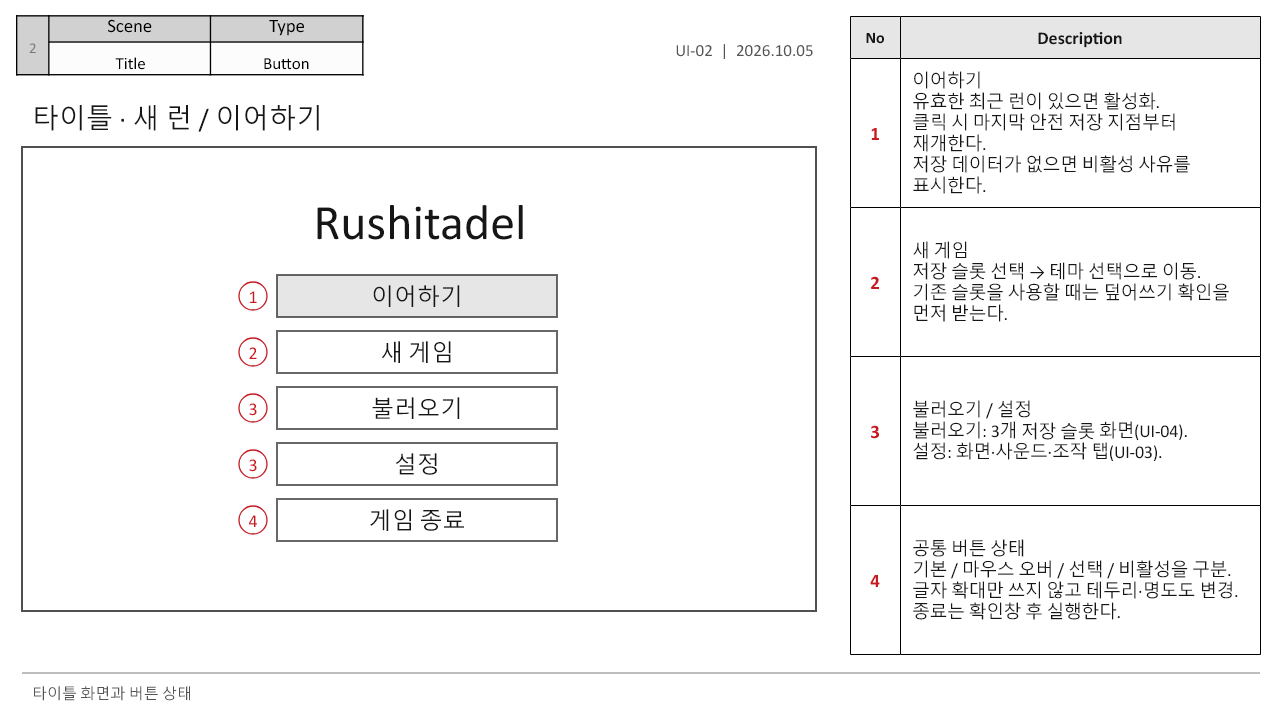 2
Scene
Type
Title
Button
UI-02 | 2026.10.05
타이틀 · 새 런 / 이어하기
Rushitadel
1 이어하기
2 새 게임
3 불러오기
3 설정
4 게임 종료
No
Description
1
이어하기
유효한 최근 런이 있으면 활성화.
클릭 시 마지막 안전 저장 지점부터
재개한다.
저장 데이터가 없으면 비활성 사유를
표시한다.
2
새 게임
저장 슬롯 선택 → 테마 선택으로 이동.
기존 슬롯을 사용할 때는 덮어쓰기 확인을
먼저 받는다.
3
불러오기 / 설정
불러오기: 3개 저장 슬롯 화면(UI-04).
설정: 화면·사운드·조작 탭(UI-03).
4
공통 버튼 상태
기본 / 마우스 오버 / 선택 / 비활성을 구분.
글자 확대만 쓰지 않고 테두리·명도도 변경.
종료는 확인창 후 실행한다.
타이틀 화면과 버튼 상태